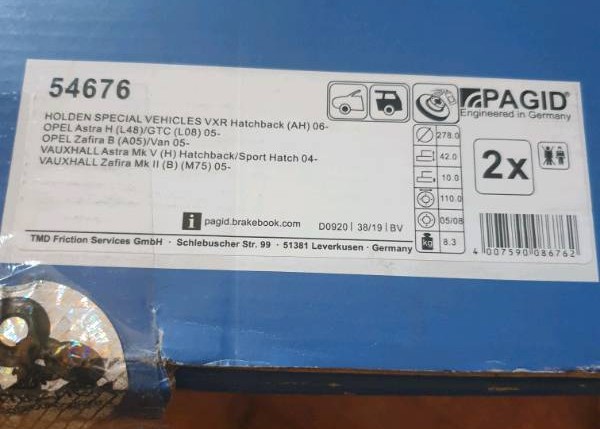 54676
HOLDEN SPECIAL VEHICLES VXR Hatchback (AH) 06-
OPEL Astra H (L48)/GTC (L08) 05-
OPEL Zafira B (A05)/Van 05-
VAUXHALL Astra Mk V (H) Hatchback/Sport Hatch 04-
VAUXHALL Zafira Mk II (B) (M75) 05-
PAGID®
Engineered in Germany
278.0
42.0
10.0
110.0
05/08
kg 8.3
2x
i pagid.brakebook.com D0920 | 38/19 | BV
TMD Friction Services GmbH · Schlebuscher Str. 99 · 51381 Leverkusen · Germany
4 007590 086762